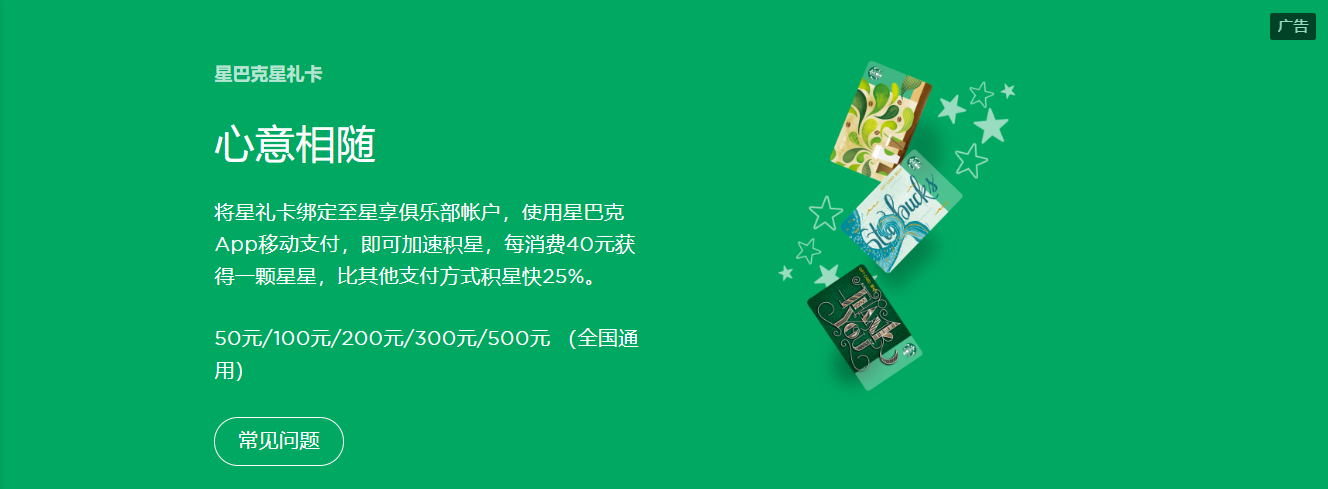 广告
星巴克星礼卡
心意相随
将星礼卡绑定至星享俱乐部帐户，使用星巴克
App移动支付，即可加速积星，每消费40元获
得一颗星星，比其他支付方式积星快25%。
50元/100元/200元/300元/500元 （全国通
用）
常见问题
Starbucks
THANK
YOU